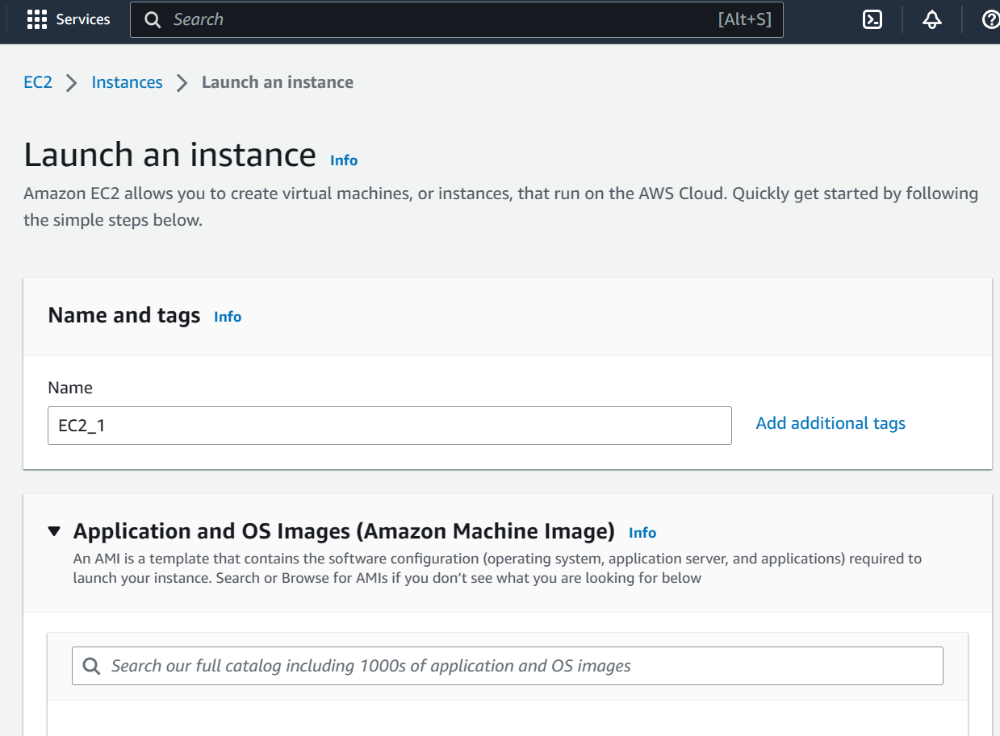 Services
Search [Alt+S]
EC2 Instances Launch an instance
Launch an instance Info
Amazon EC2 allows you to create virtual machines, or instances, that run on the AWS Cloud. Quickly get started by following
the simple steps below.
Name and tags Info
Name
EC2_1
Add additional tags
Application and OS Images (Amazon Machine Image) Info
An AMI is a template that contains the software configuration (operating system, application server, and applications) required to
launch your instance. Search or Browse for AMIs if you don’t see what you are looking for below
Search our full catalog including 1000s of application and OS images